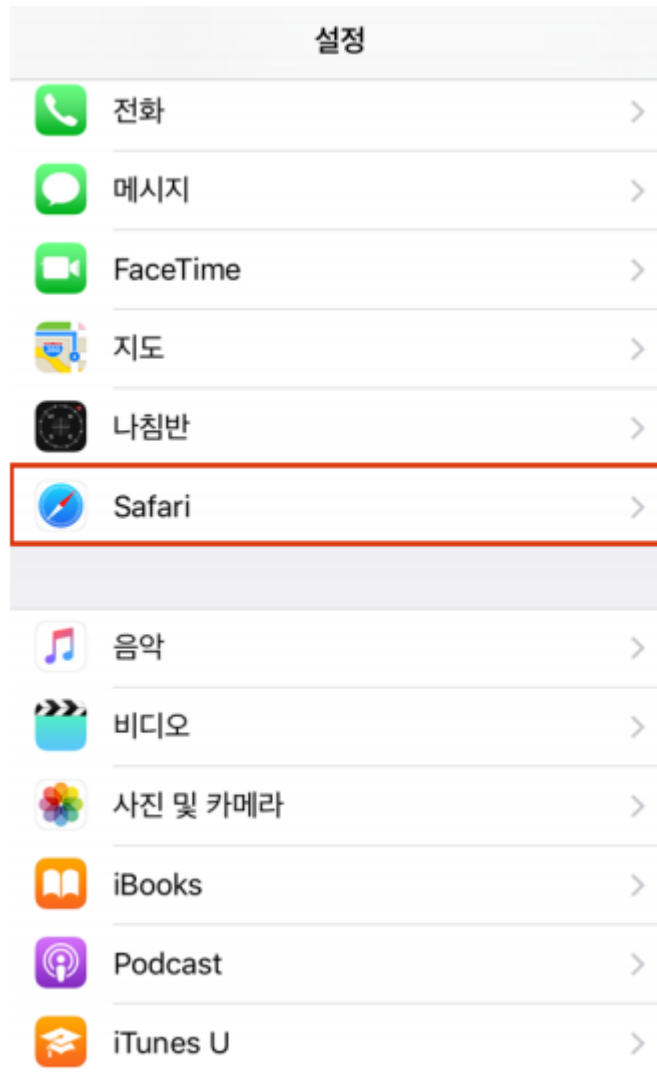 설정
전화
메시지
FaceTime
지도
나침반
Safari
음악
비디오
사진 및 카메라
iBooks
Podcast
iTunes U